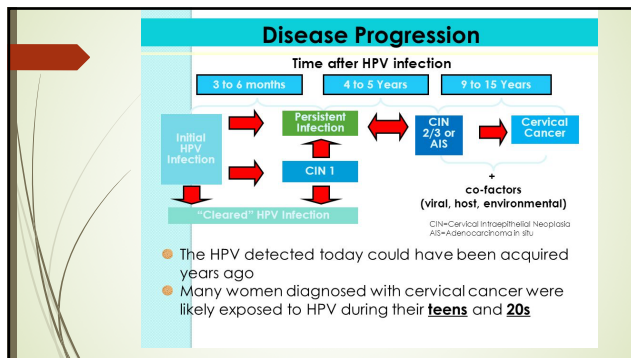 Disease Progression
Time after HPV infection
3 to 6 months
4 to 5 Years
9 to 15 Years
Initial
HPV
Infection
Persistent
Infection
CIN
2/3 or
AIS
Cervical
Cancer
CIN 1
"Cleared" HPV Infection
+
co-factors
(viral, host, environmental)
CIN=Cervical Intraepithelial Neoplasia
AIS=Adenocarcinoma in situ
The HPV detected today could have been acquired
years ago
Many women diagnosed with cervical cancer were
likely exposed to HPV during their teens and 20s